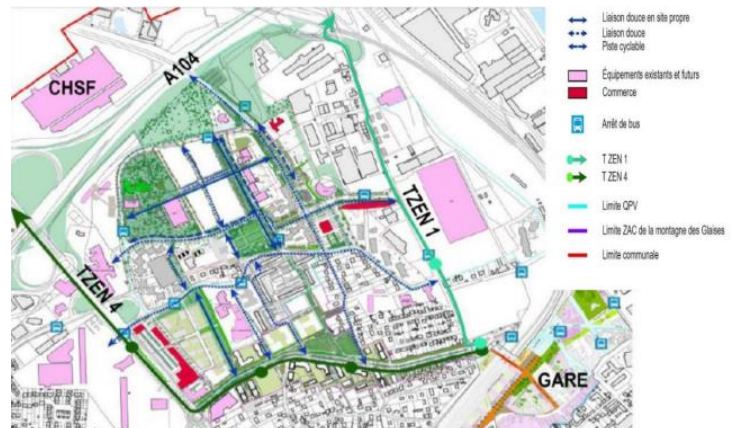 CHSF
A104
TZEN 1
TZEN 4
GARE
Liaison douce en site propre
Liaison douce
Piste cyclable
Équipements existants et futurs
Commerce
Arrêt de bus
T ZEN 1
T ZEN 4
Limite QPV
Limite ZAC de la montagne des Glaises
Limite communale